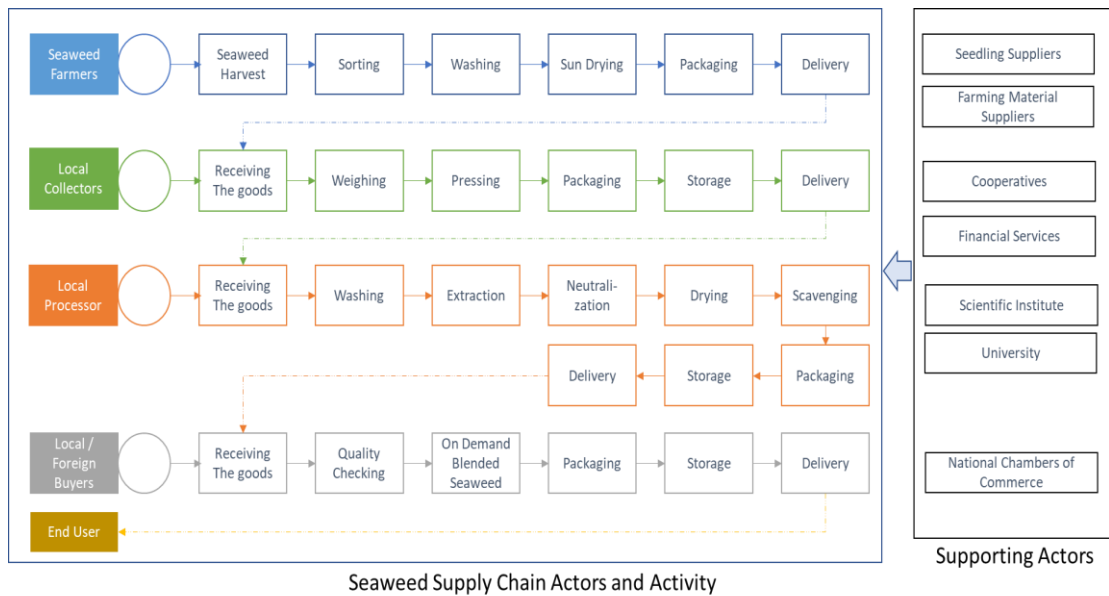 Seaweed
Farmers
Seaweed
Harvest
Sorting
Washing
Sun Drying
Packaging
Delivery
Local
Collectors
Receiving
The goods
Weighing
Pressing
Packaging
Storage
Delivery
Local
Processor
Receiving
The goods
Washing
Extraction
Neutrali-
zation
Drying
Scavenging
Delivery
Storage
Packaging
Local /
Foreign
Buyers
Receiving
The goods
Quality
Checking
On Demand
Blended
Seaweed
Packaging
Storage
Delivery
End User
Seaweed Supply Chain Actors and Activity
Seedling Suppliers
Farming Material
Suppliers
Cooperatives
Financial Services
Scientific Institute
University
National Chambers of
Commerce
Supporting Actors